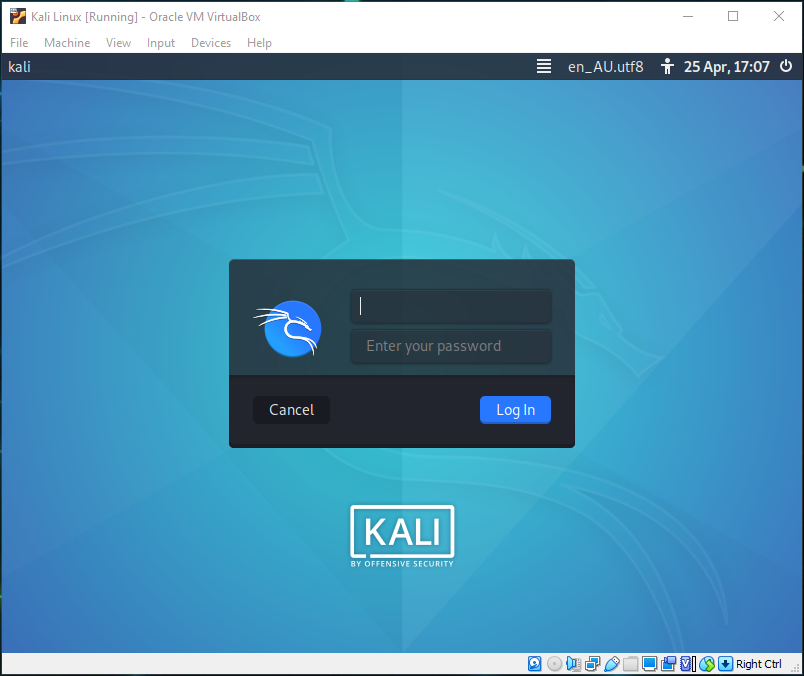 Kali Linux [Running] - Oracle VM VirtualBox
File Machine View Input Devices Help
kali en_AU.utf8 25 Apr, 17:07
Enter your password
Cancel Log In
KALI
BY OFFENSIVE SECURITY
Right Ctrl